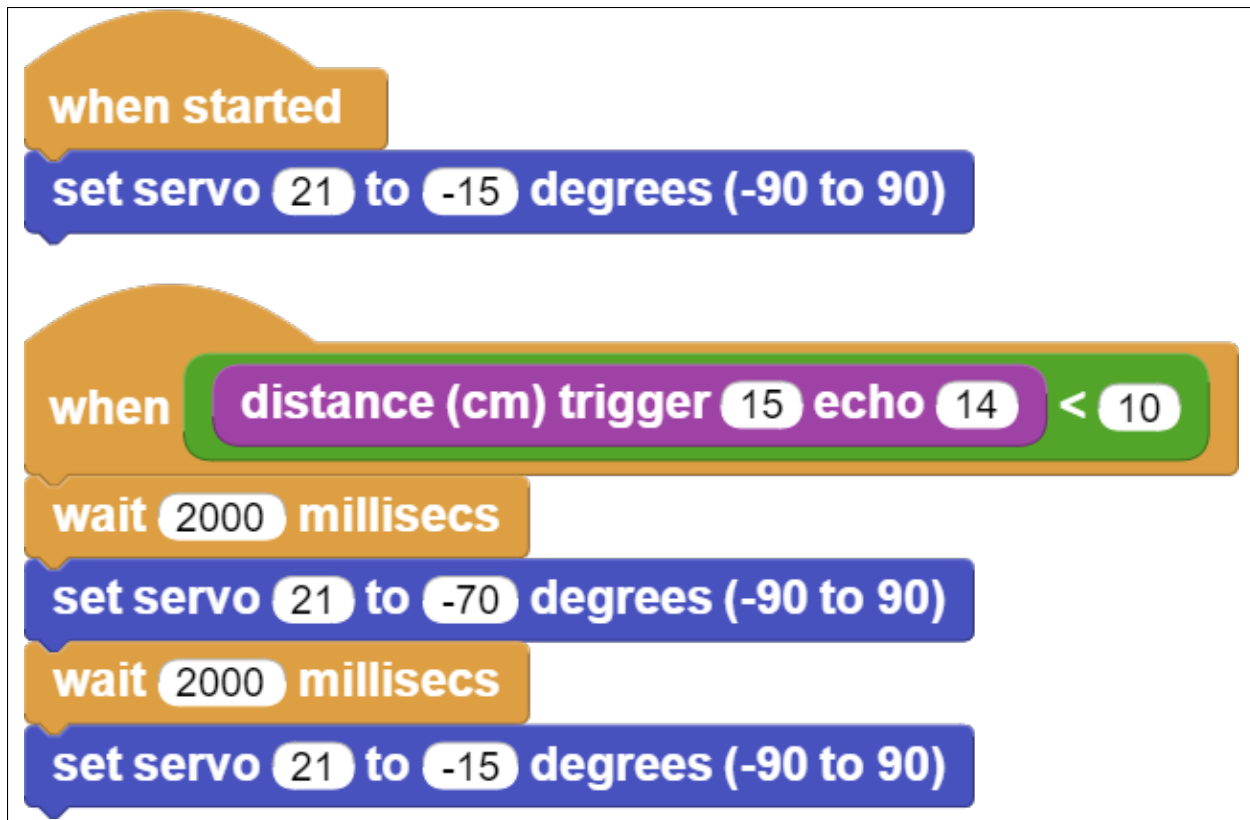 when started
set servo 21 to -15 degrees (-90 to 90)
when distance (cm) trigger 15 echo 14 < 10
wait 2000 millisecs
set servo 21 to -70 degrees (-90 to 90)
wait 2000 millisecs
set servo 21 to -15 degrees (-90 to 90)